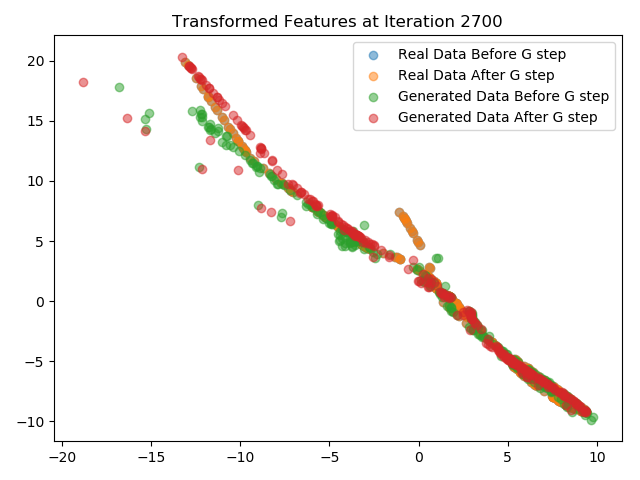 Transformed Features at Iteration 2700
Real Data Before G step
Real Data After G step
Generated Data Before G step
Generated Data After G step
20
15
10
5
0
−5
−10
−20 −15 −10 −5 0 5 10